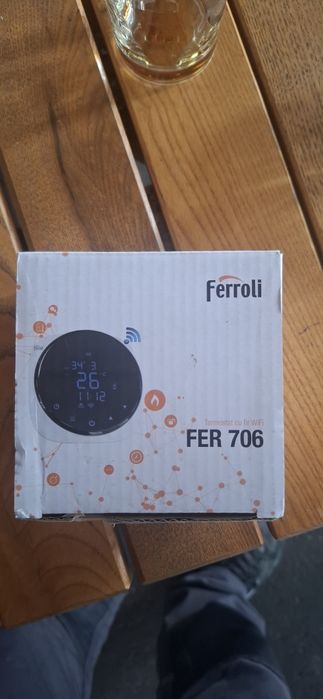 Ferroli
34° 3
26 °C
11:12
Termostat cu fir WiFi
FER 706